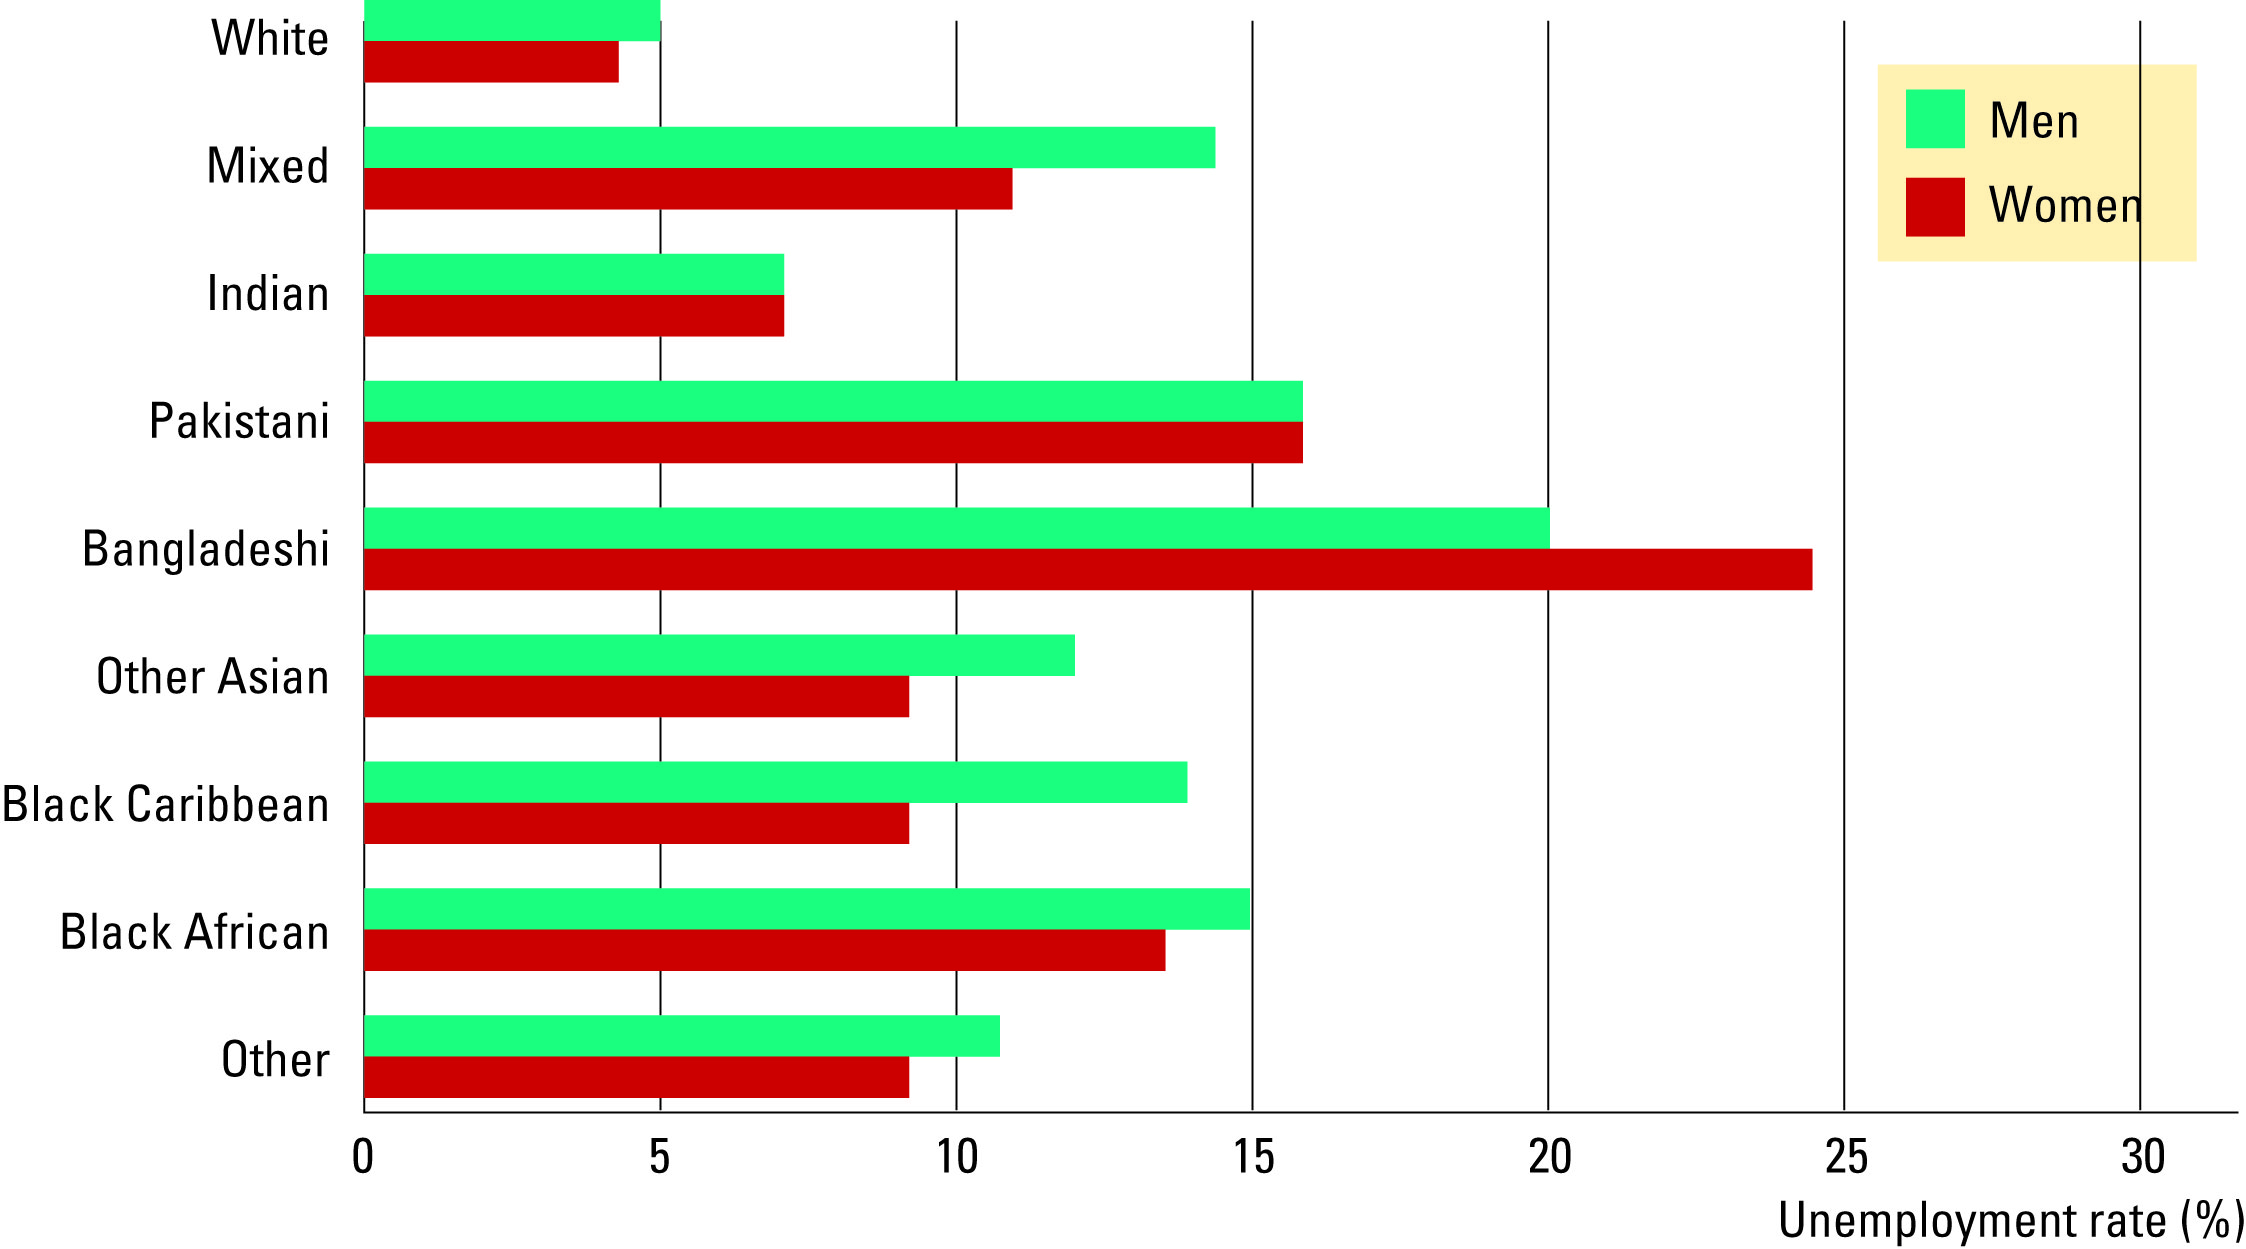 White
Mixed
Indian
Pakistani
Bangladeshi
Other Asian
Black Caribbean
Black African
Other
Men
Women
0 5 10 15 20 25 30
Unemployment rate (%)